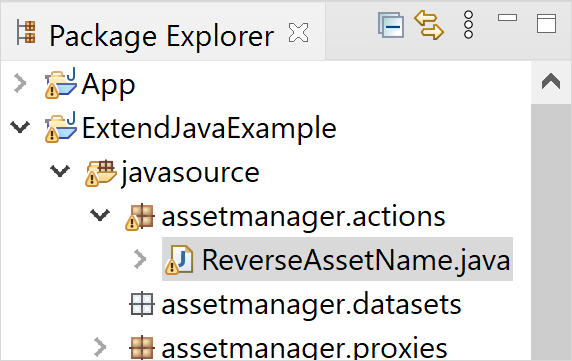 Package Explorer
App
ExtendJavaExample
javasource
assetmanager.actions
ReverseAssetName.java
assetmanager.datasets
assetmanager.proxies